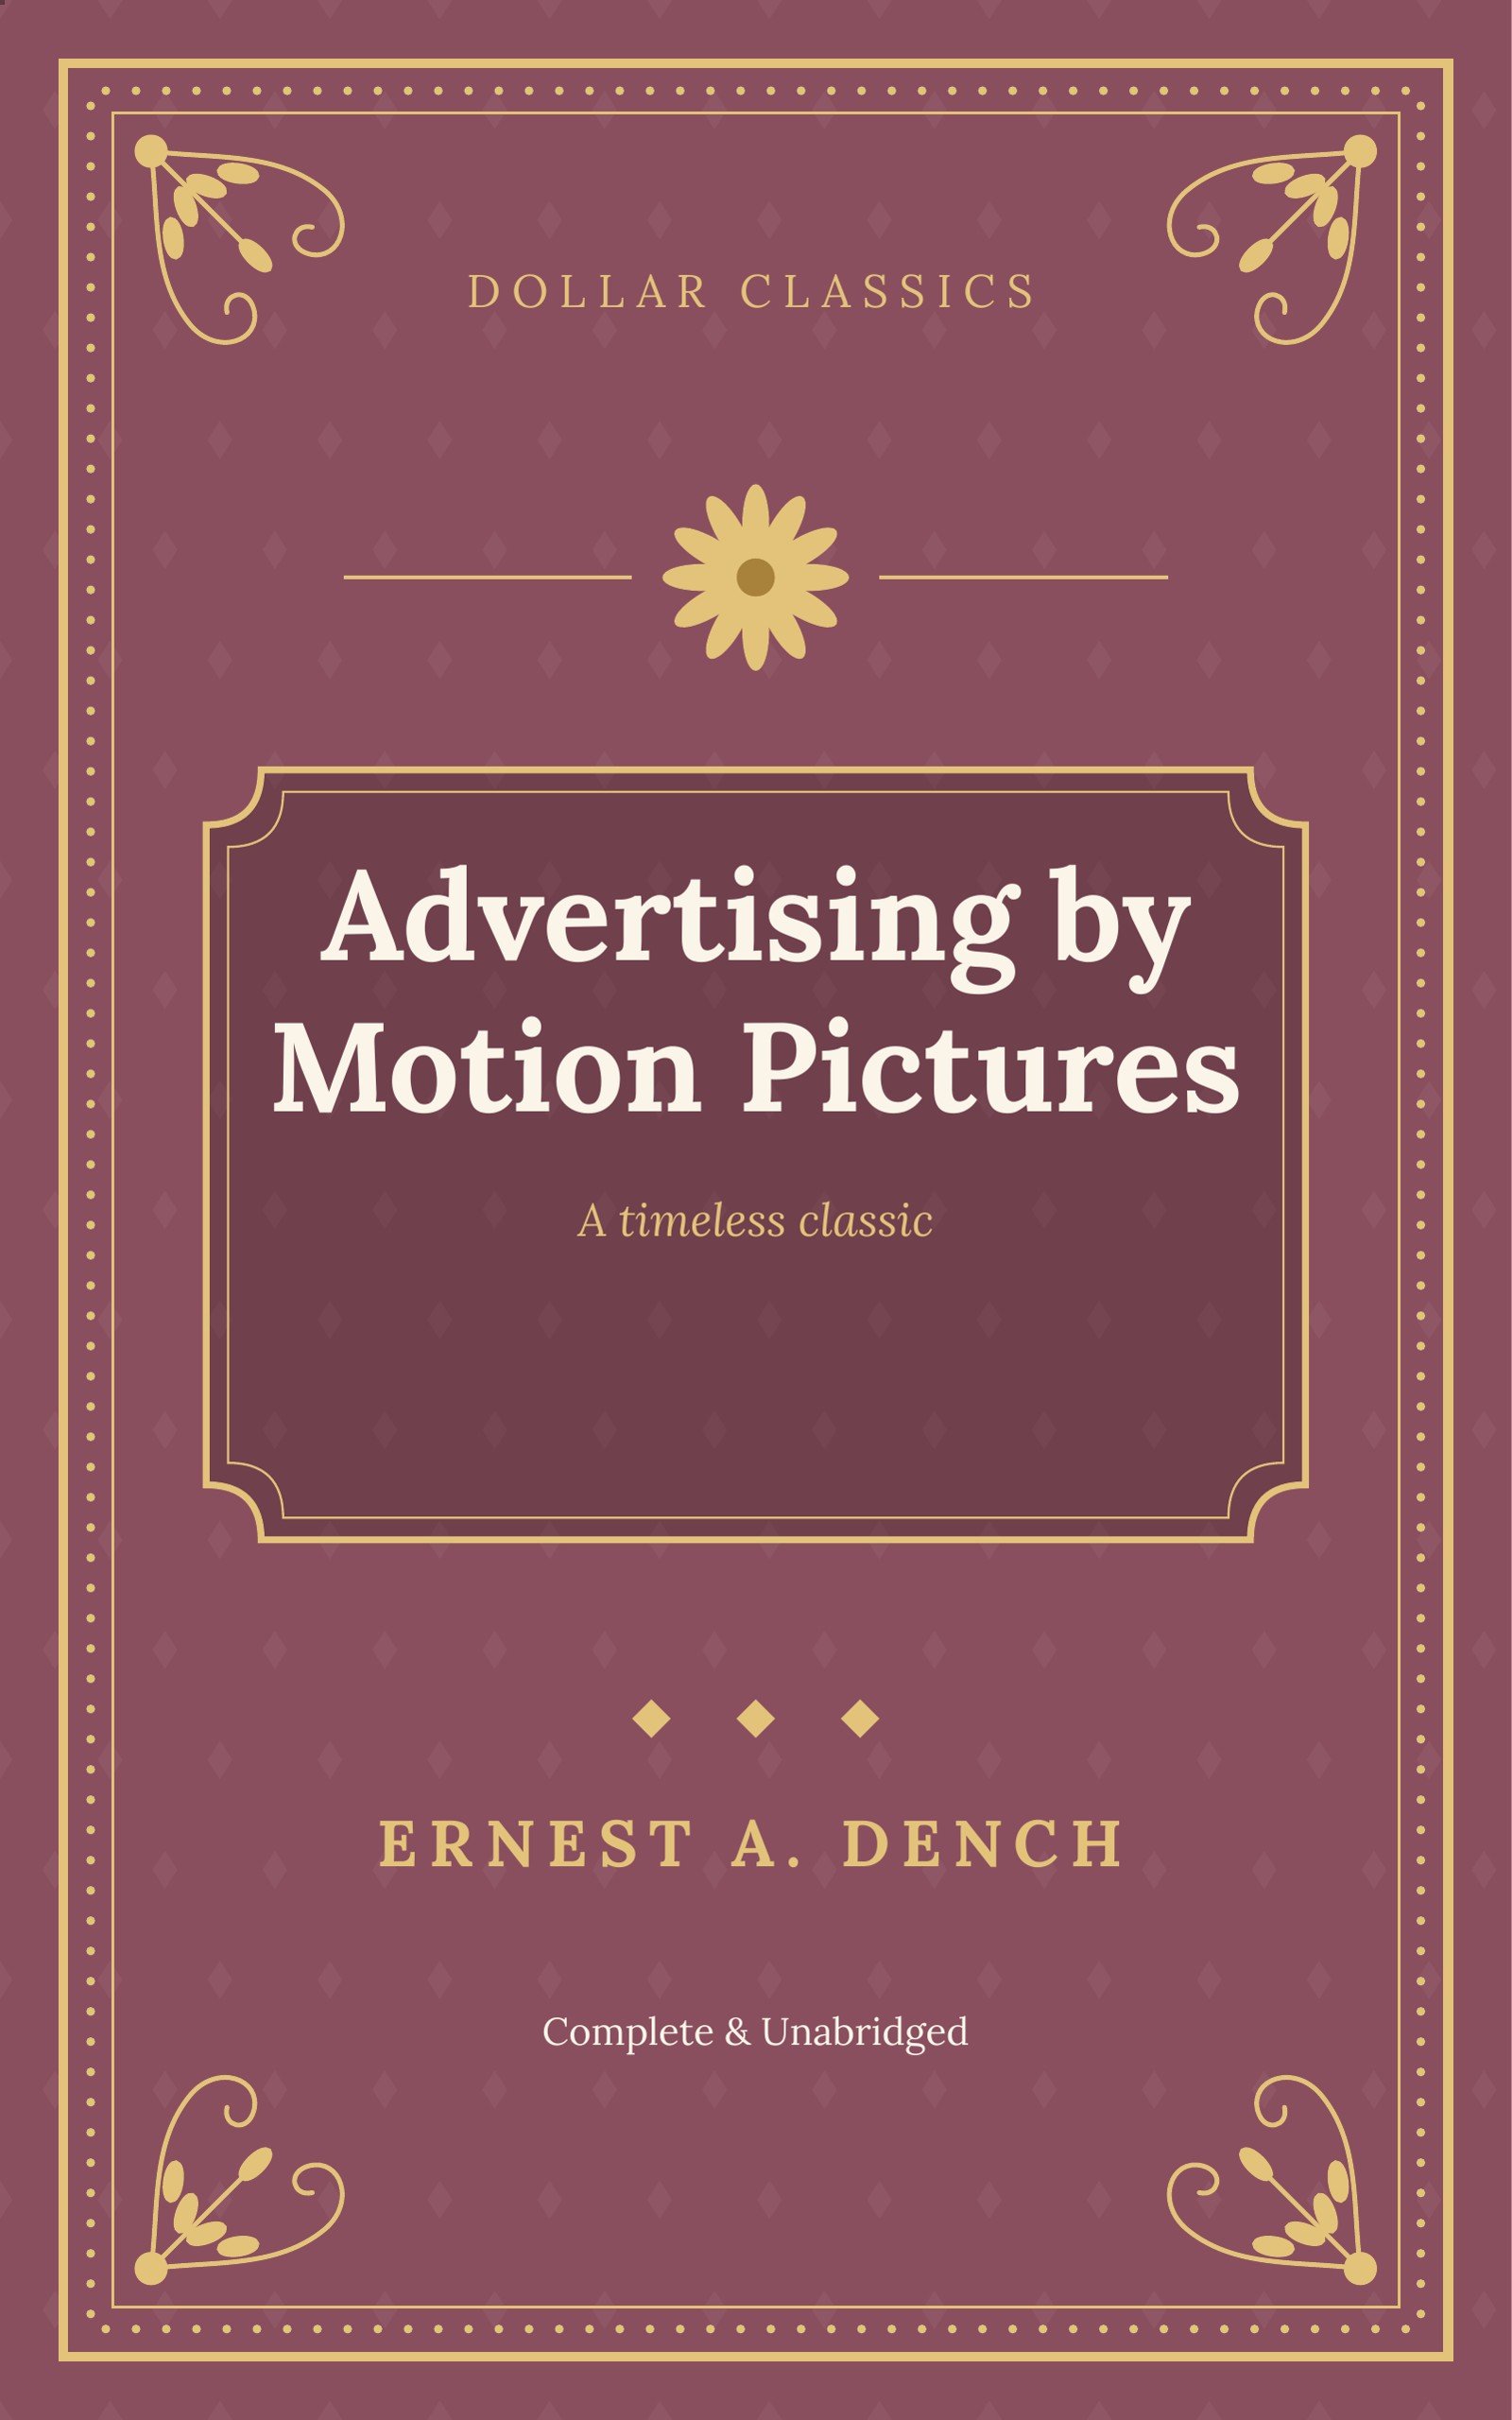 DOLLAR CLASSICS
Advertising by
Motion Pictures
A timeless classic
ERNEST A. DENCH
Complete & Unabridged